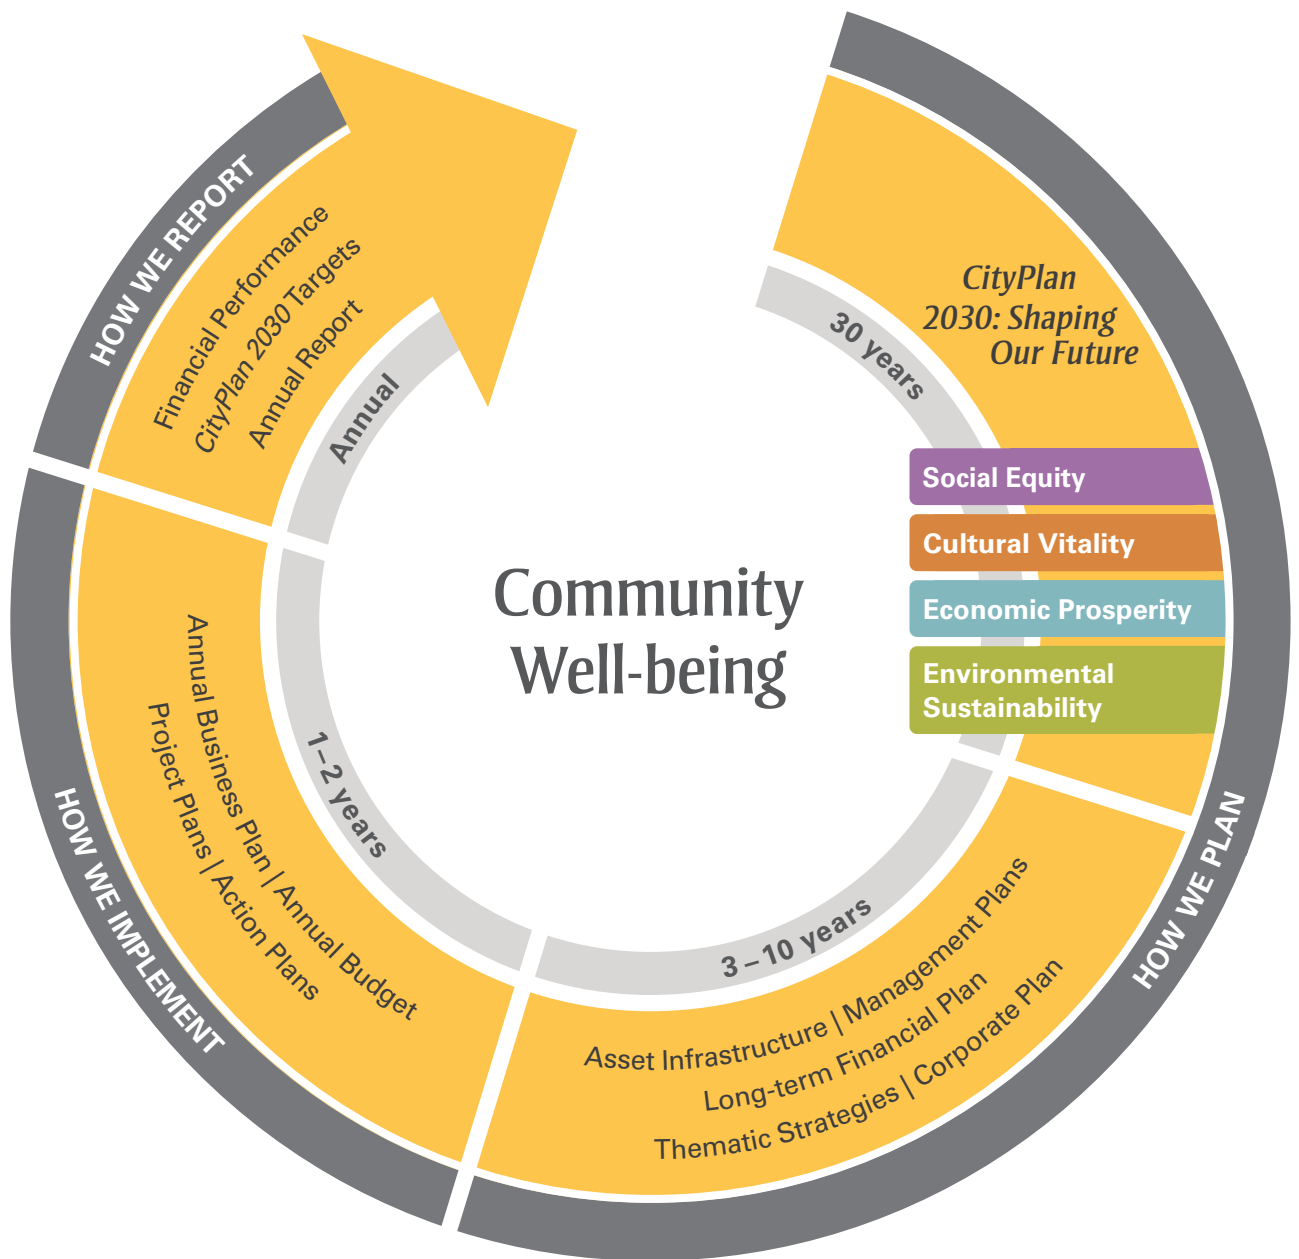 Community
Well-being
HOW WE PLAN
30 years
CityPlan
2030: Shaping
Our Future
Social Equity
Cultural Vitality
Economic Prosperity
Environmental
Sustainability
3 – 10 years
Asset Infrastructure | Management Plans
Long-term Financial Plan
Thematic Strategies | Corporate Plan
HOW WE IMPLEMENT
1 – 2 years
Annual Business Plan | Annual Budget
Project Plans | Action Plans
HOW WE REPORT
Annual
Financial Performance
CityPlan 2030 Targets
Annual Report